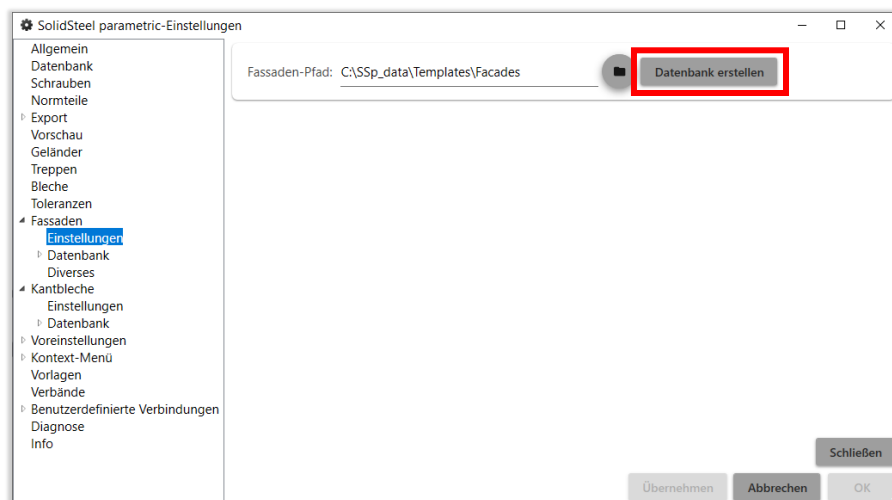 SolidSteel parametric-Einstellungen
Allgemein
Datenbank
Schrauben
Normteile
Export
Vorschau
Geländer
Treppen
Bleche
Toleranzen
Fassaden
Einstellungen
Datenbank
Diverses
Kantbleche
Einstellungen
Datenbank
Voreinstellungen
Kontext-Menü
Vorlagen
Verbände
Benutzerdefinierte Verbindungen
Diagnose
Info
Fassaden-Pfad: C:\SSp_data\Templates\Facades
Datenbank erstellen
Schließen
Übernehmen Abbrechen OK